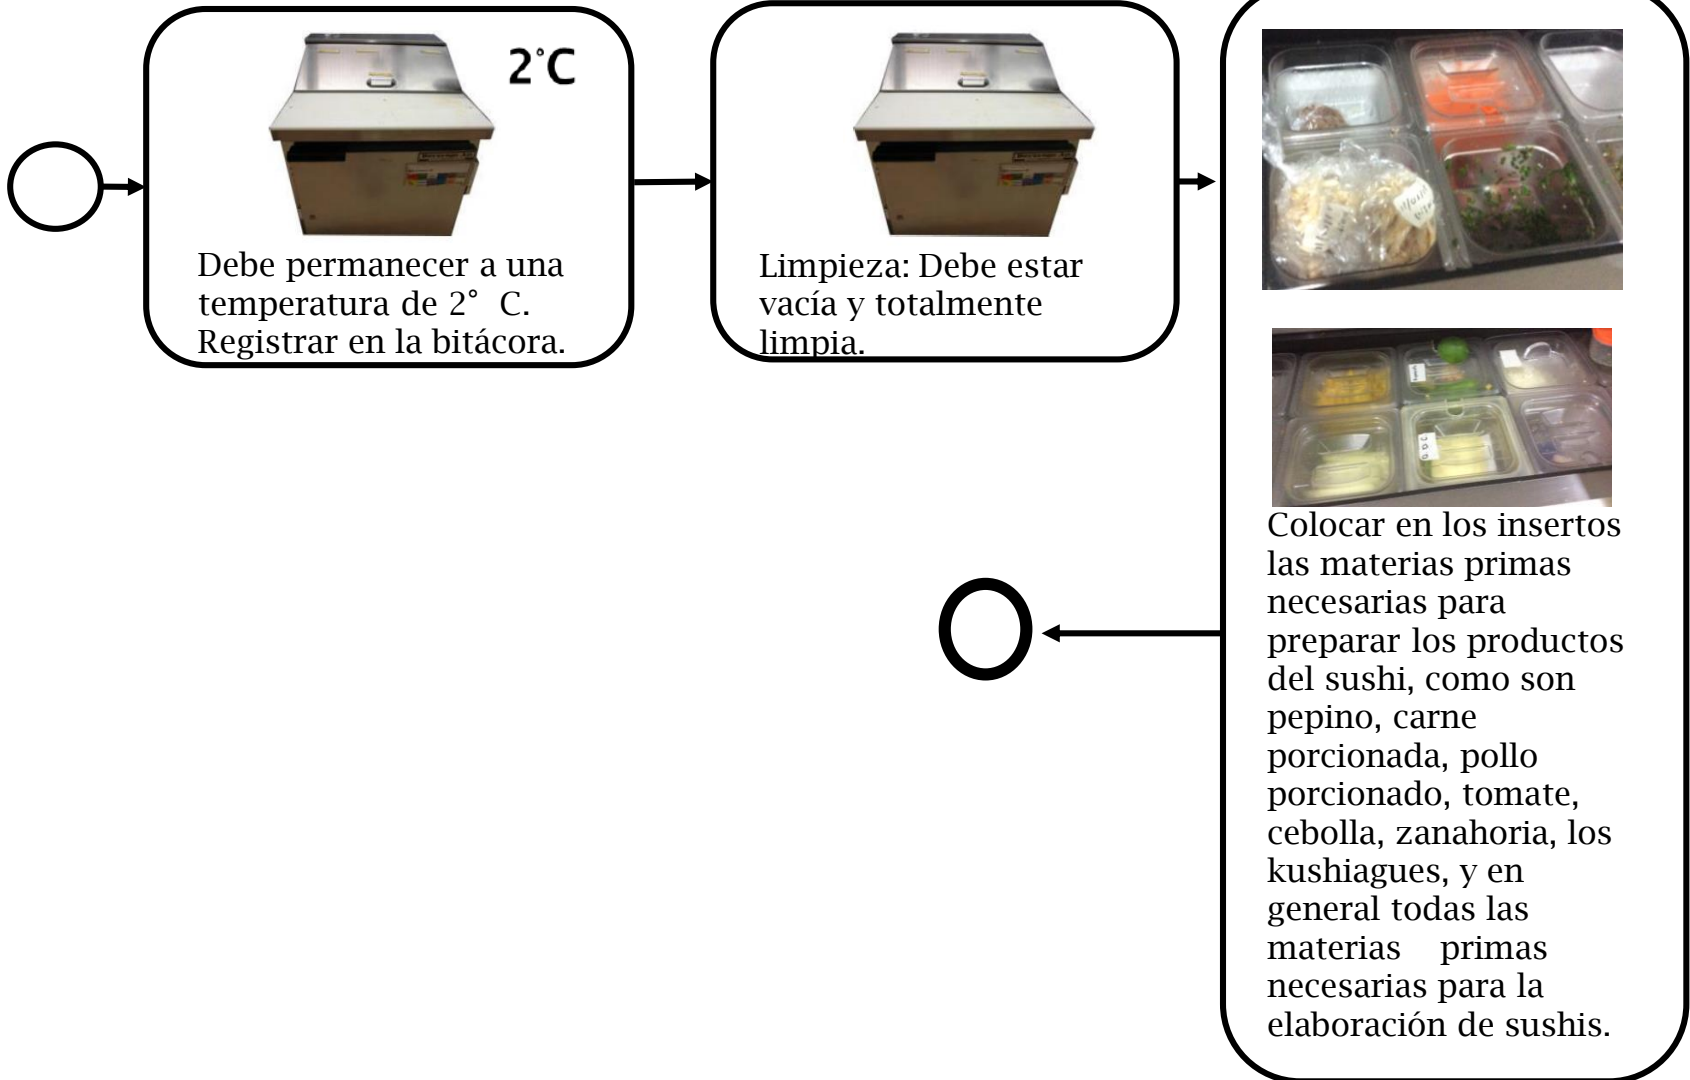 2°C
Debe permanecer a una
temperatura de 2° C.
Registrar en la bitácora.
Limpieza: Debe estar
vacía y totalmente
limpia.
Colocar en los insertos
las materias primas
necesarias para
preparar los productos
del sushi, como son
pepino, carne
porcionada, pollo
porcionado, tomate,
cebolla, zanahoria, los
kushiagues, y en
general todas las
materias primas
necesarias para la
elaboración de sushis.